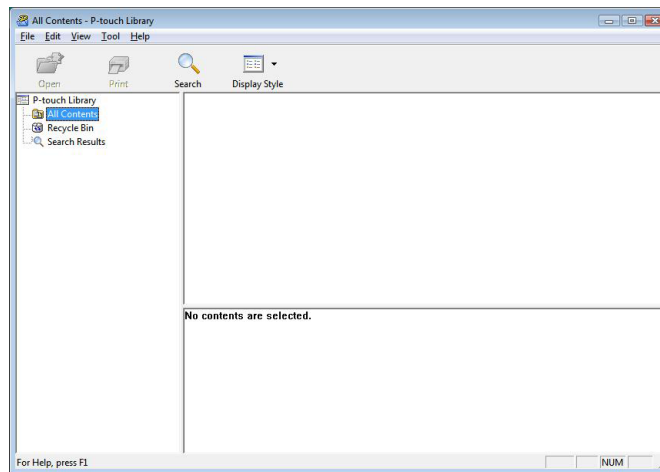 All Contents - P-touch Library
File Edit View Tool Help
Open Print Search Display Style
P-touch Library
All Contents
Recycle Bin
Search Results
No contents are selected.
For Help, press F1
NUM